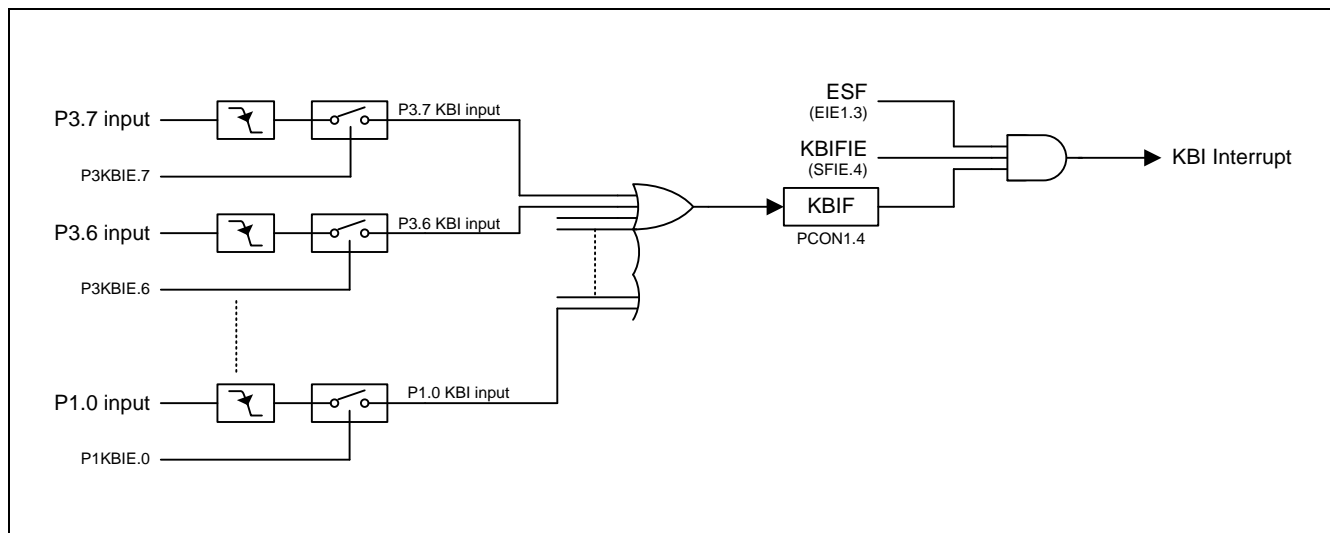 P3.7 input
P3.7 KBI input
P3KBIE.7
P3.6 input
P3.6 KBI input
P3KBIE.6
P1.0 input
P1.0 KBI input
P1KBIE.0
ESF
(EIE1.3)
KBIFIE
(SFIE.4)
KBIF
PCON1.4
KBI Interrupt